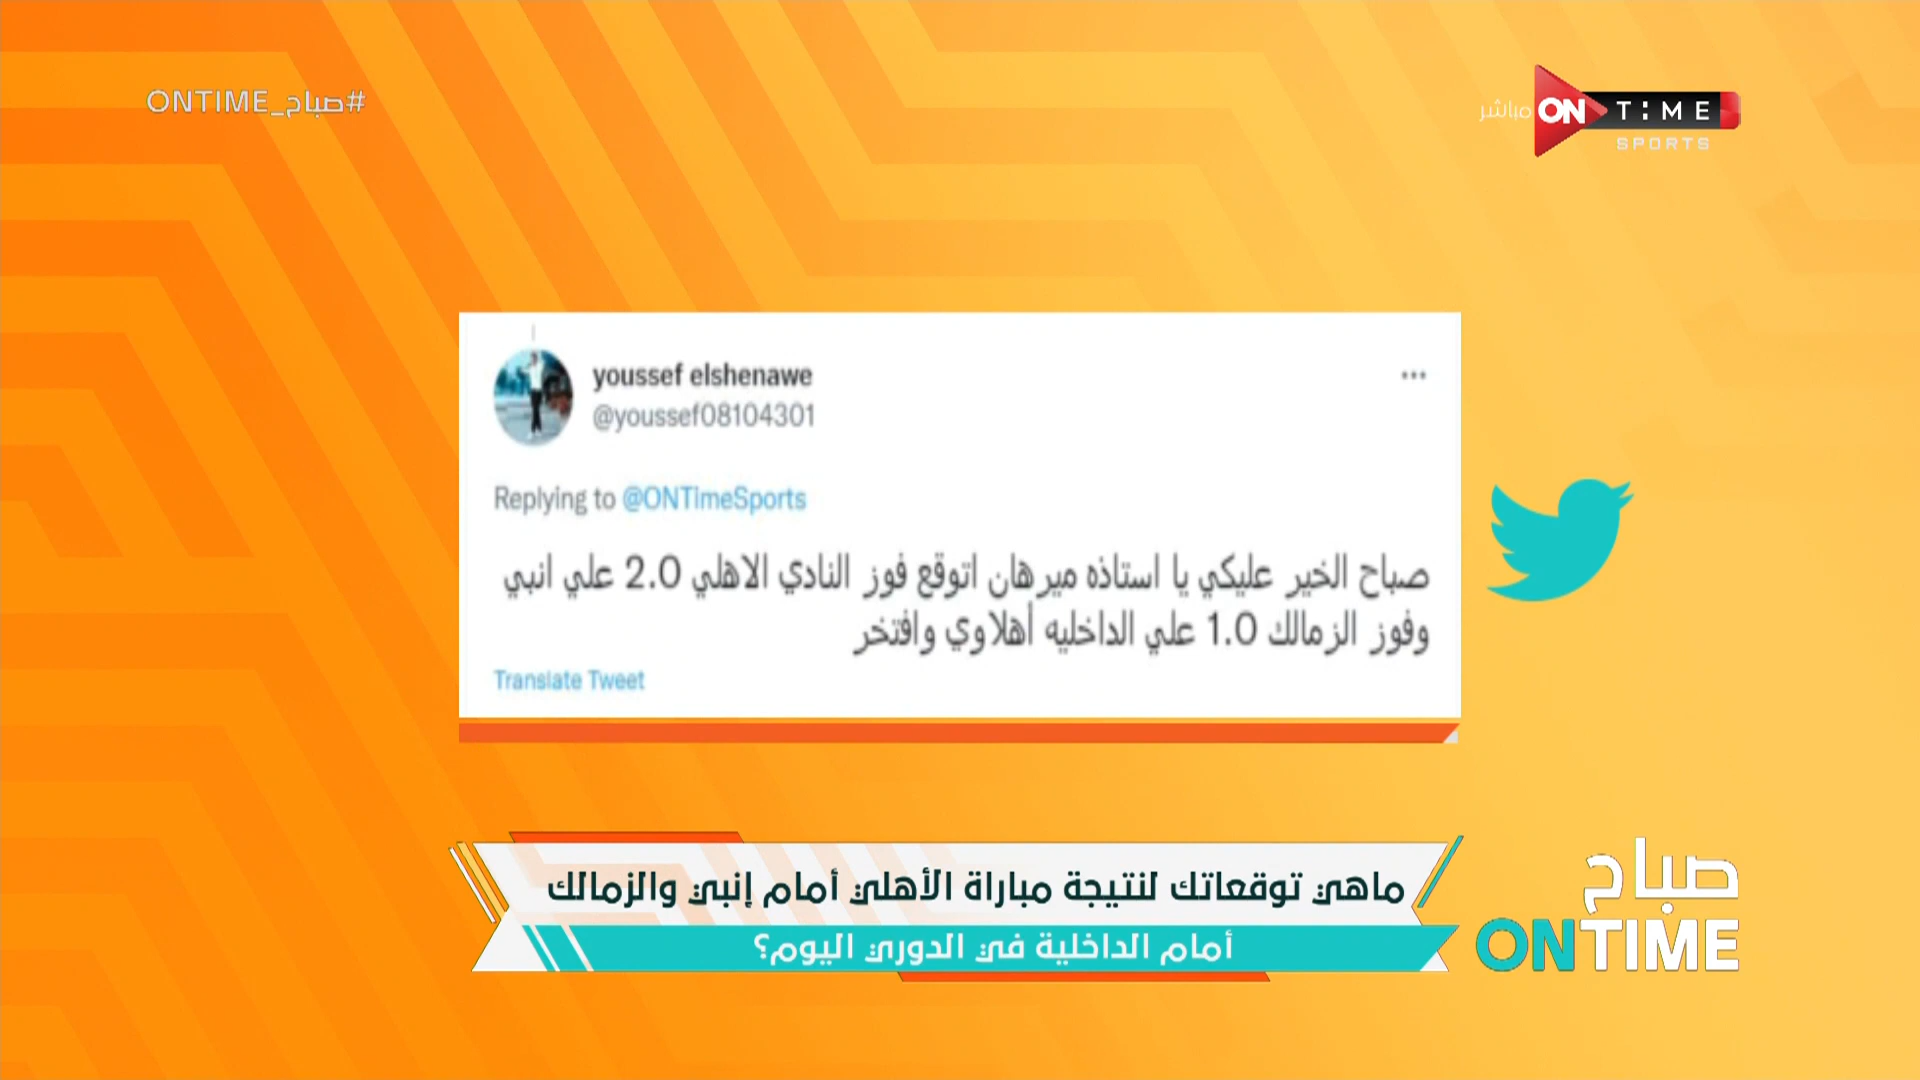 #صباح_ONTIME
مباشر ON TIME
SPORTS
youssef elshenawe
@youssef08104301
Replying to @ONTimeSports
صباح الخير عليكي يا استاذه ميرهان اتوقع فوز النادي الاهلي 2.0 علي انبي
وفوز الزمالك 1.0 علي الداخليه أهلاوي وافتخر
Translate Tweet
ماهي توقعاتك لنتيجة مباراة الأهلي أمام إنبي والزمالك
أمام الداخلية في الدوري اليوم؟
صباح
ONTIME